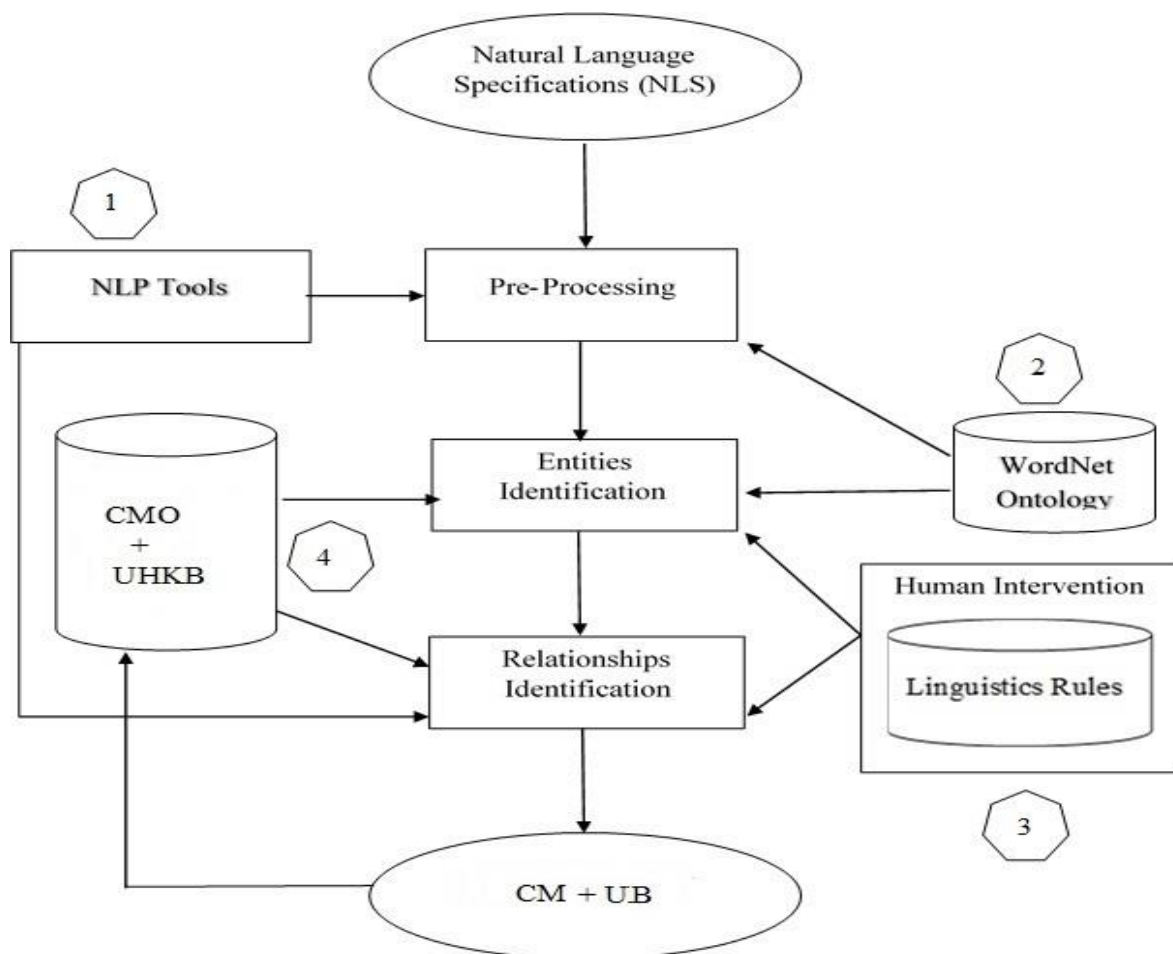 Natural Language
Specifications (NLS)
1
NLP Tools
Pre-Processing
2
WordNet
Ontology
Entities
Identification
CMO
+
UHKB
4
Human Intervention
Linguistics Rules
Relationships
Identification
3
CM + UB